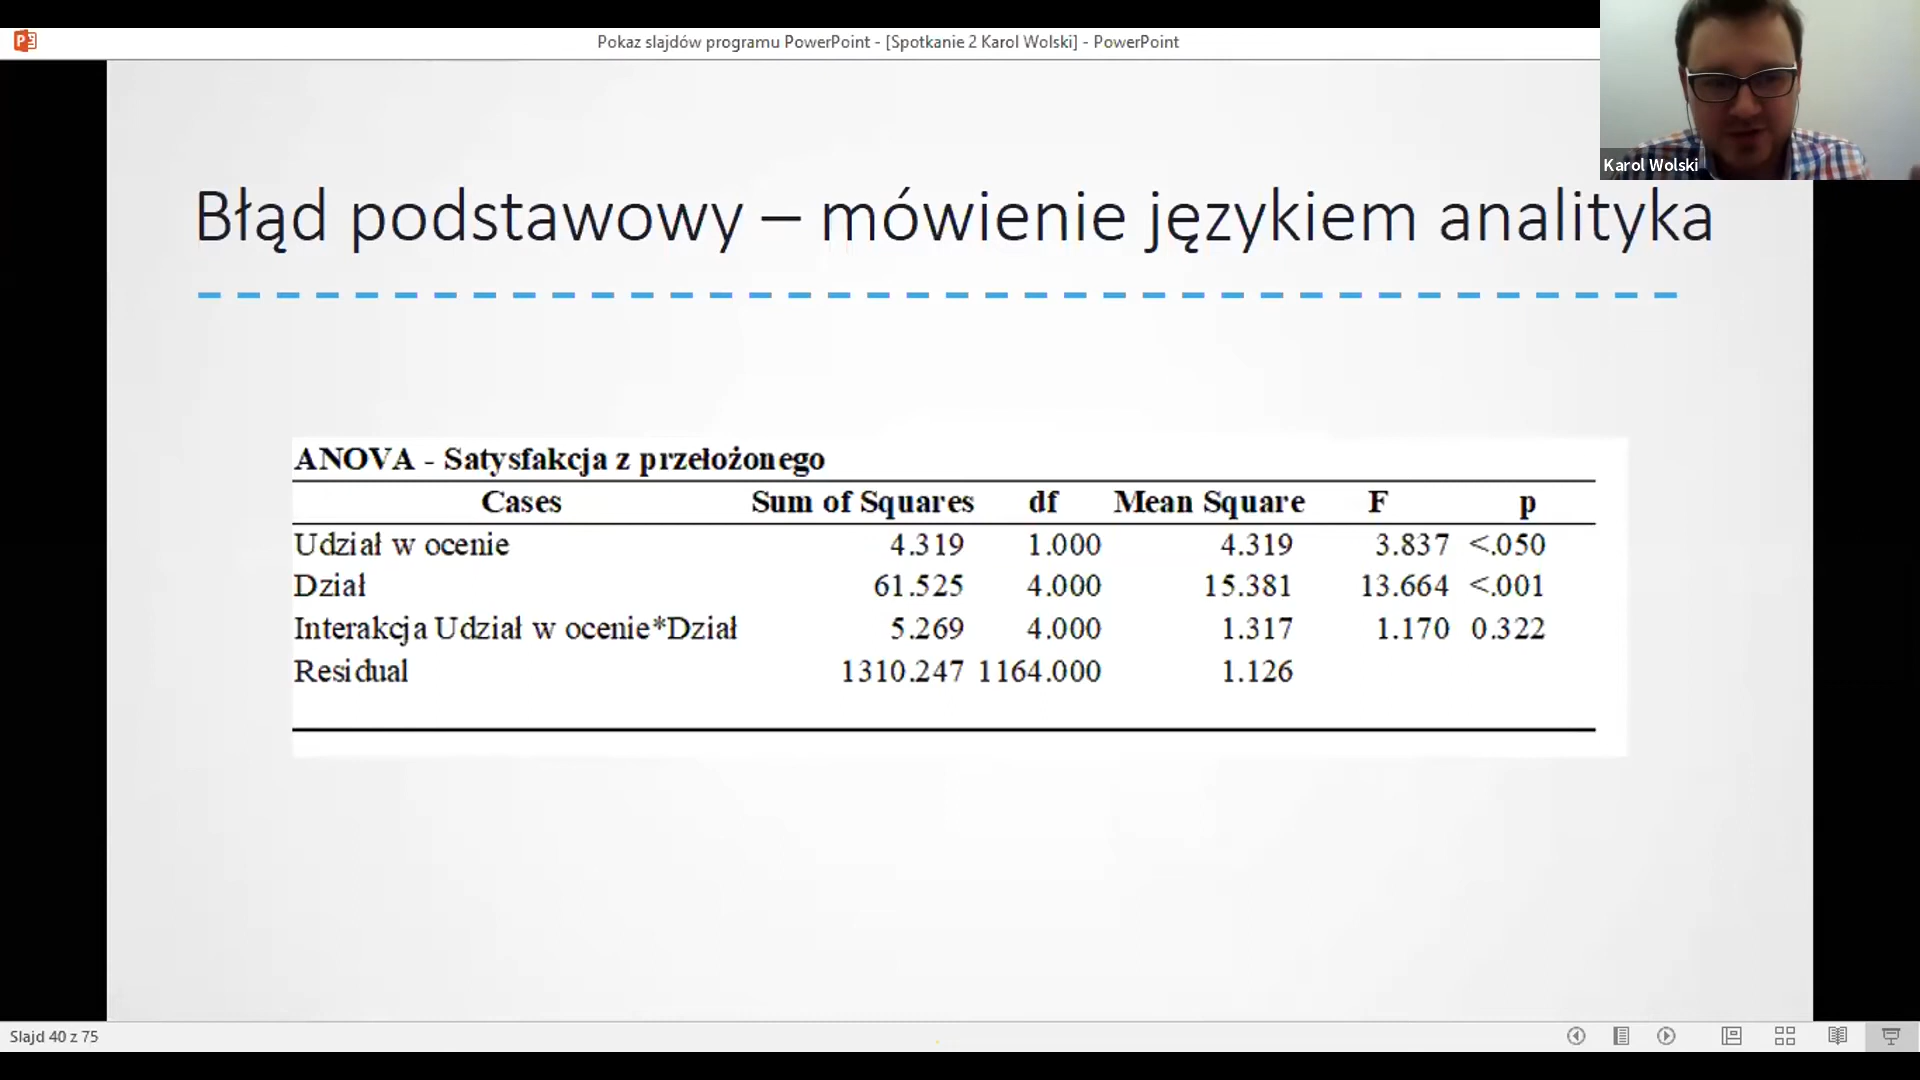 Pokaz slajdów programu PowerPoint - [Spotkanie 2 Karol Wolski] - PowerPoint
Karol Wolski
Błąd podstawowy – mówienie językiem analityka
ANOVA - Satysfakcja z przełożonego
Cases Sum of Squares df Mean Square F p
Udział w ocenie 4.319 1.000 4.319 3.837 <.050
Dział 61.525 4.000 15.381 13.664 <.001
Interakcja Udział w ocenie*Dział 5.269 4.000 1.317 1.170 0.322
Residual 1310.247 1164.000 1.126
Slajd 40 z 75